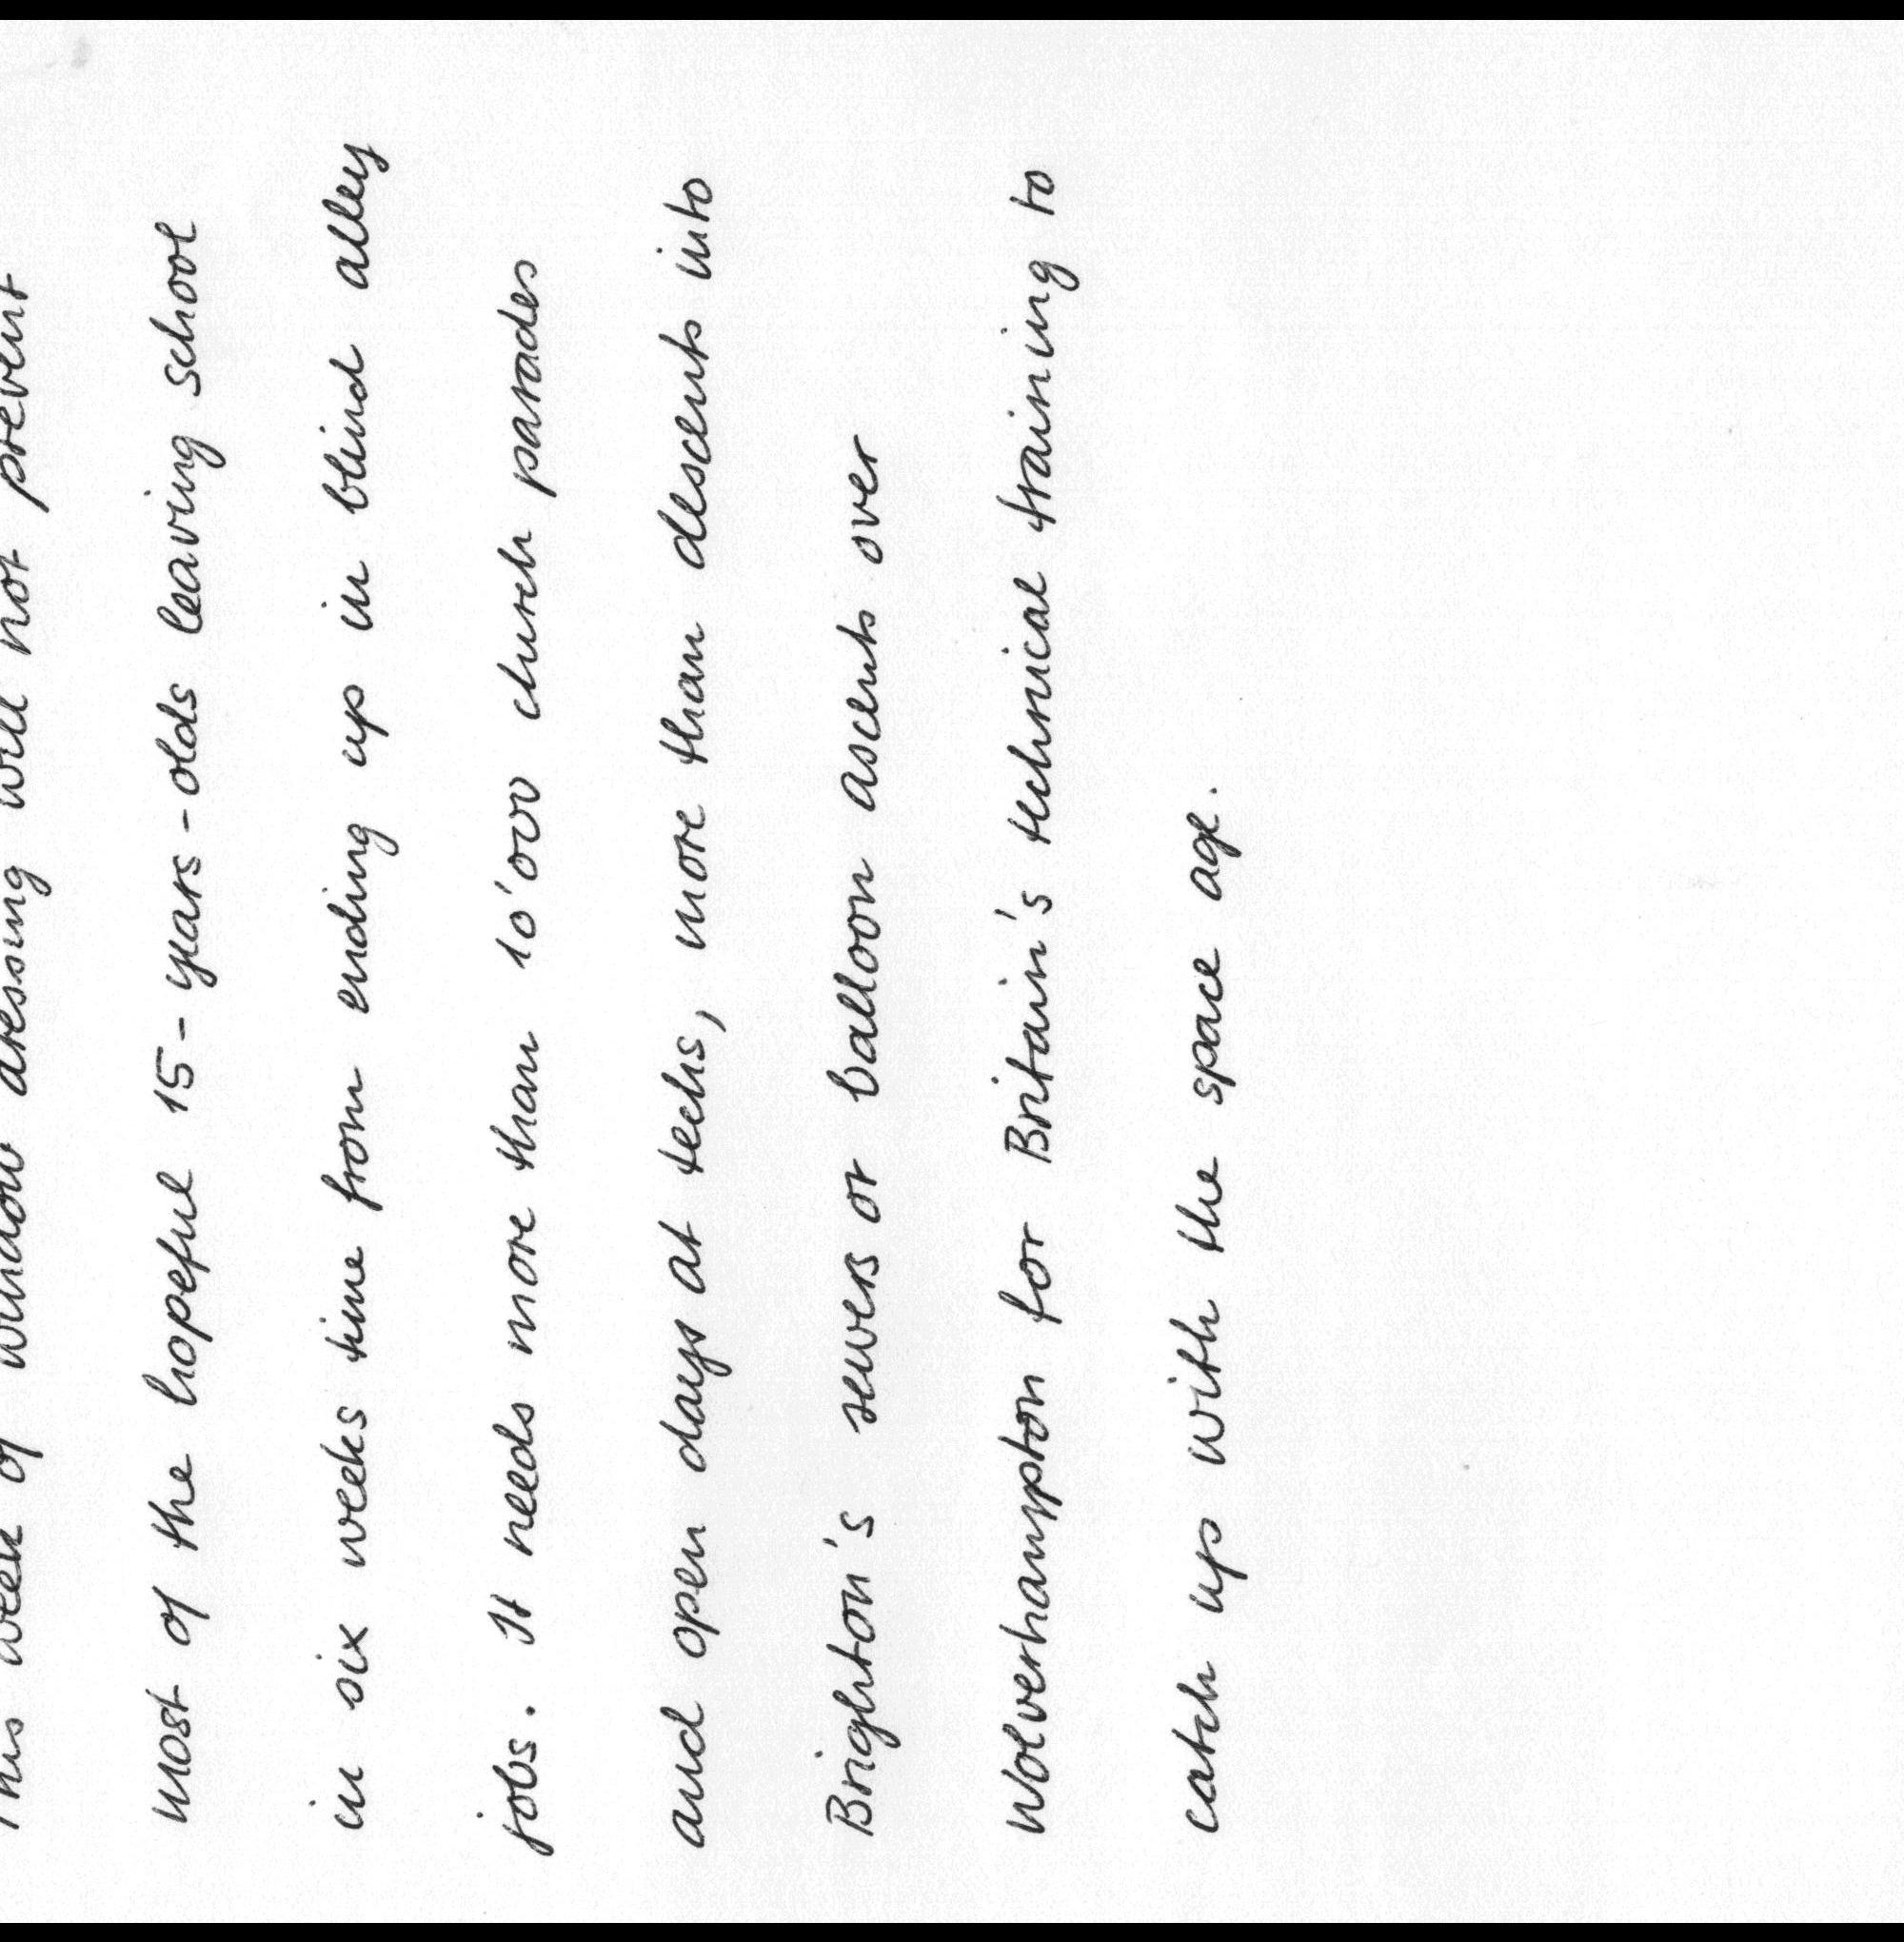 This week of window dressing will not prevent
most of the hopeful 15-years-olds leaving school
in six weeks time from ending up in blind alley
jobs. It needs more than 10'000 church parades
and open days at techs, more than descents into
Brighton's sewers or balloon ascents over
Wolverhampton for Britain's technical training to
catch up with the space age.